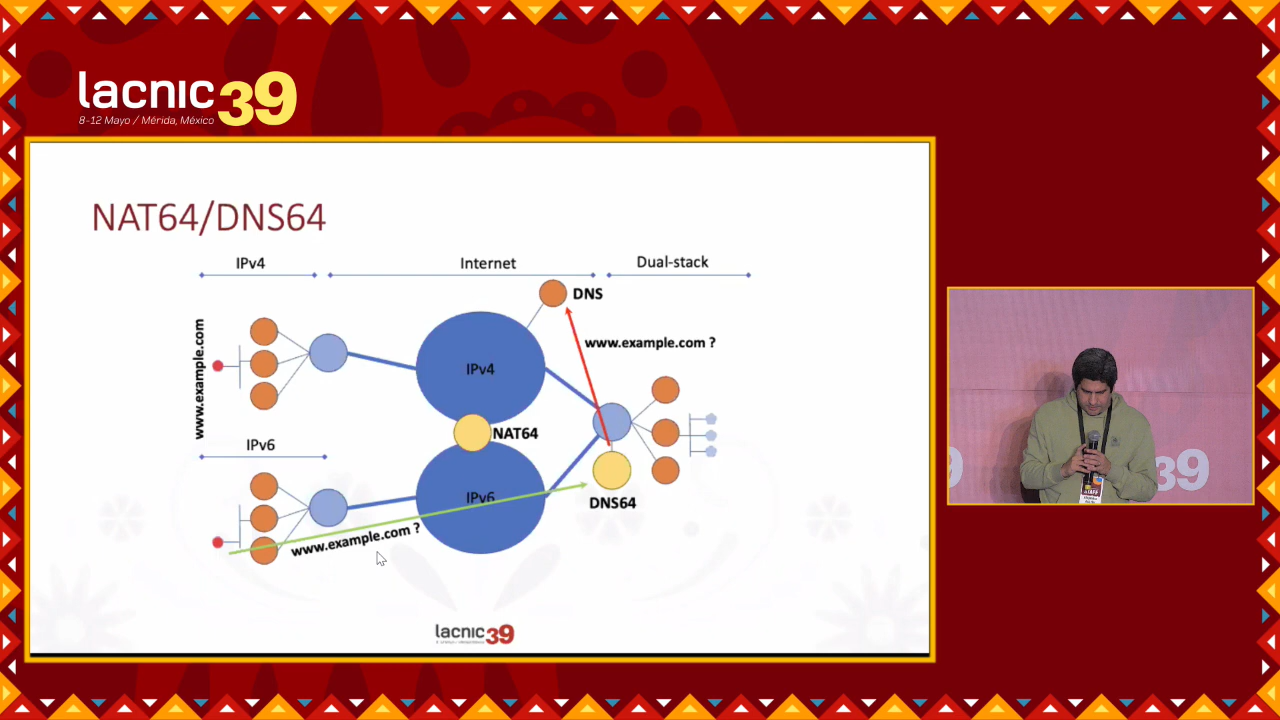 lacnic39
8-12 Mayo / Mérida, México
NAT64/DNS64
IPv4
Internet
Dual-stack
DNS
www.example.com ?
www.example.com
IPv4
NAT64
IPv6
IPv6
DNS64
www.example.com ?
lacnic39
39
STAFF